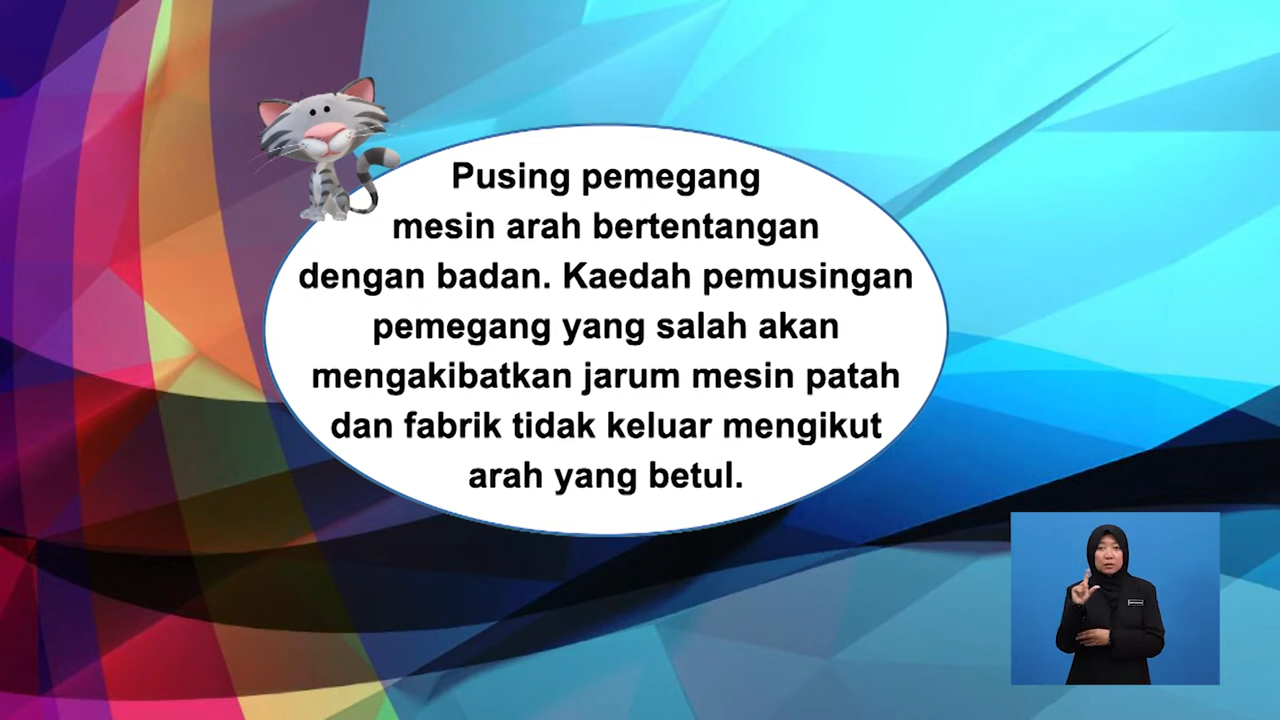 Pusing pemegang
mesin arah bertentangan
dengan badan. Kaedah pemusingan
pemegang yang salah akan
mengakibatkan jarum mesin patah
dan fabrik tidak keluar mengikut
arah yang betul.